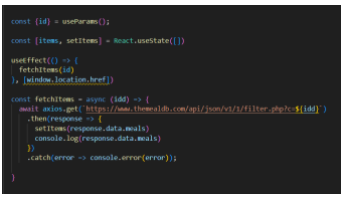 const {id} = useParams();
const [items, setItems] = React.useState([])
useEffect(() => {
fetchItems(id)
}, [window.location.href])
const fetchItems = async (idd) => {
await axios.get(`https://www.themealdb.com/api/json/v1/1/filter.php?c=${idd}`)
.then(response => {
setItems(response.data.meals)
console.log(response.data.meals)
})
.catch(error => console.error(error));
}